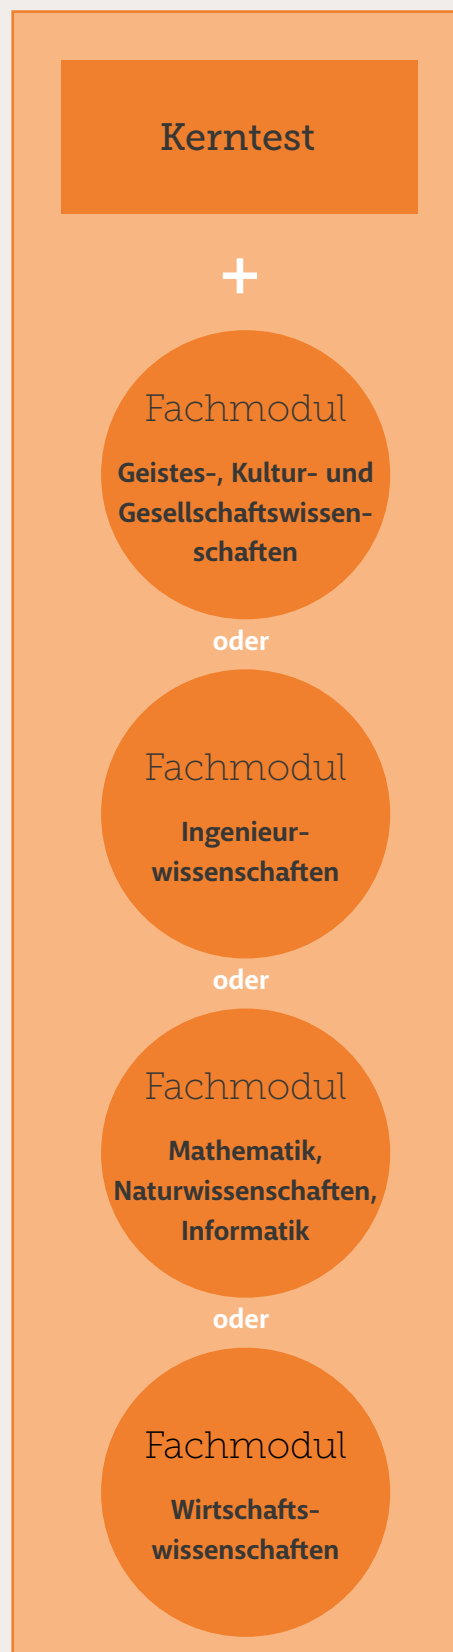 Kerntest
+
Fachmodul
Geistes-, Kultur- und
Gesellschaftswissen-
schaften
oder
Fachmodul
Ingenieur-
wissenschaften
oder
Fachmodul
Mathematik,
Naturwissenschaften,
Informatik
oder
Fachmodul
Wirtschafts-
wissenschaften